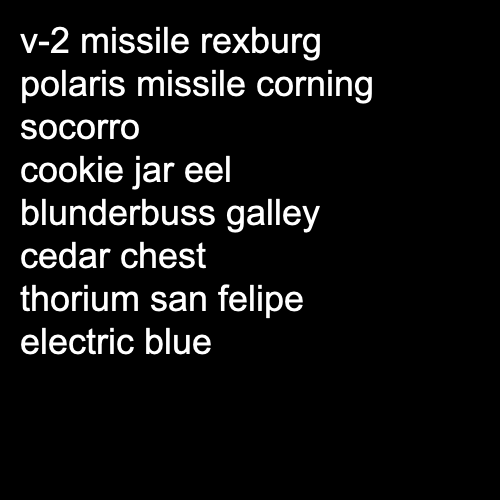 v-2 missile rexburg
polaris missile corning
socorro
cookie jar eel
blunderbuss galley
cedar chest
thorium san felipe
electric blue